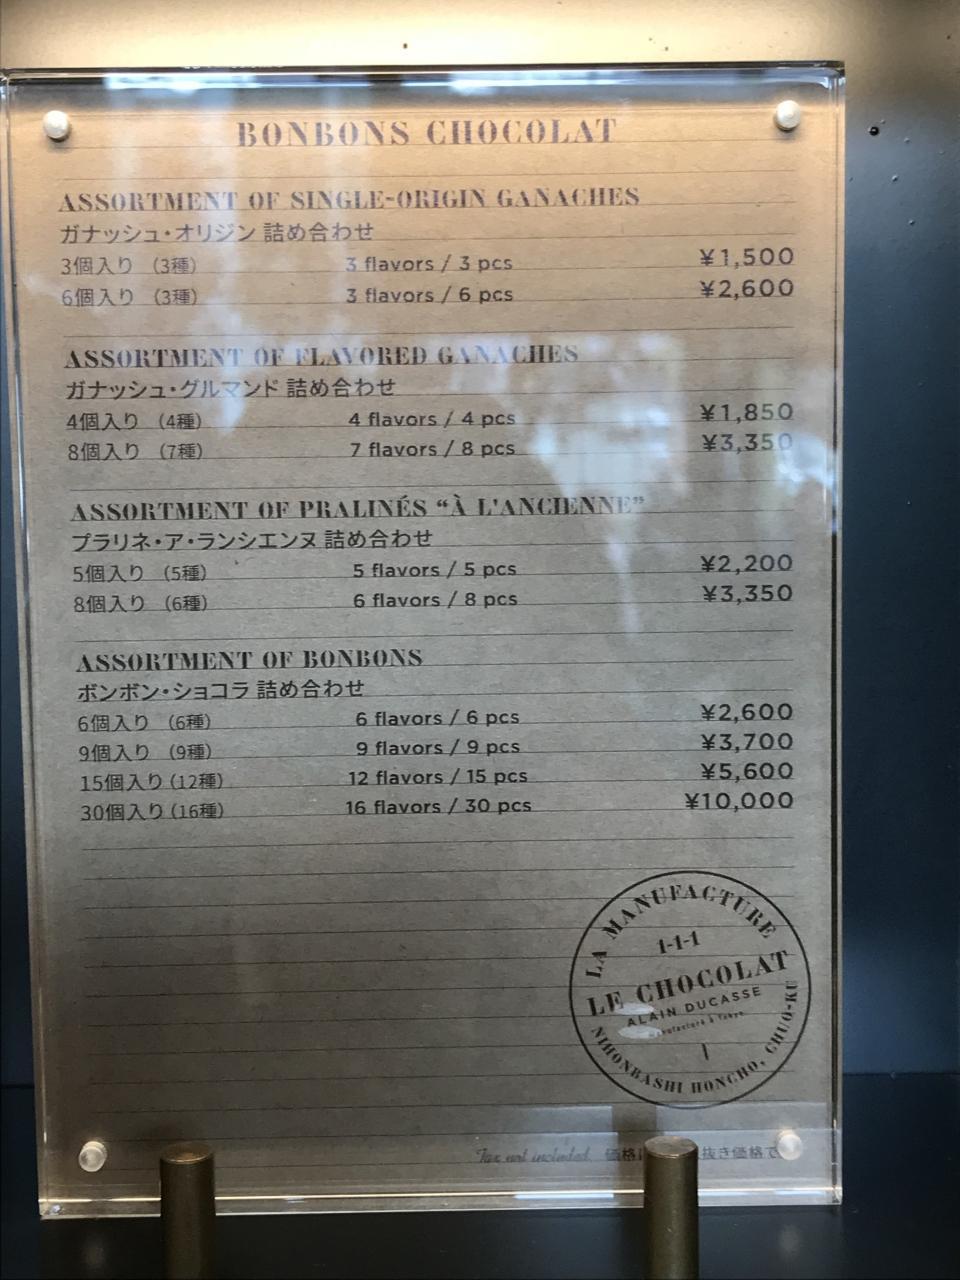 BONBONS CHOCOLAT
ASSORTMENT OF SINGLE-ORIGIN GANACHES
ガナッシュ・オリジン 詰め合わせ
3個入り (3種) 3 flavors / 3 pcs ¥1,500
6個入り (3種) 3 flavors / 6 pcs ¥2,600
ASSORTMENT OF FLAVORED GANACHES
ガナッシュ・グルマンド 詰め合わせ
4個入り (4種) 4 flavors / 4 pcs ¥1,850
8個入り (7種) 7 flavors / 8 pcs ¥3,350
ASSORTMENT OF PRALINÉS “À L'ANCIENNE”
プラリネ・ア・ランシエンヌ 詰め合わせ
5個入り (5種) 5 flavors / 5 pcs ¥2,200
8個入り (6種) 6 flavors / 8 pcs ¥3,350
ASSORTMENT OF BONBONS
ボンボン・ショコラ 詰め合わせ
6個入り (6種) 6 flavors / 6 pcs ¥2,600
9個入り (9種) 9 flavors / 9 pcs ¥3,700
15個入り (12種) 12 flavors / 15 pcs ¥5,600
30個入り (16種) 16 flavors / 30 pcs ¥10,000
LA MANUFACTURE
1-1-1
LE CHOCOLAT
ALAIN DUCASSE
manufacture à Tokyo
NIHONBASHI HONCHO, CHUO-KU
Tax not included 価格 抜き価格で